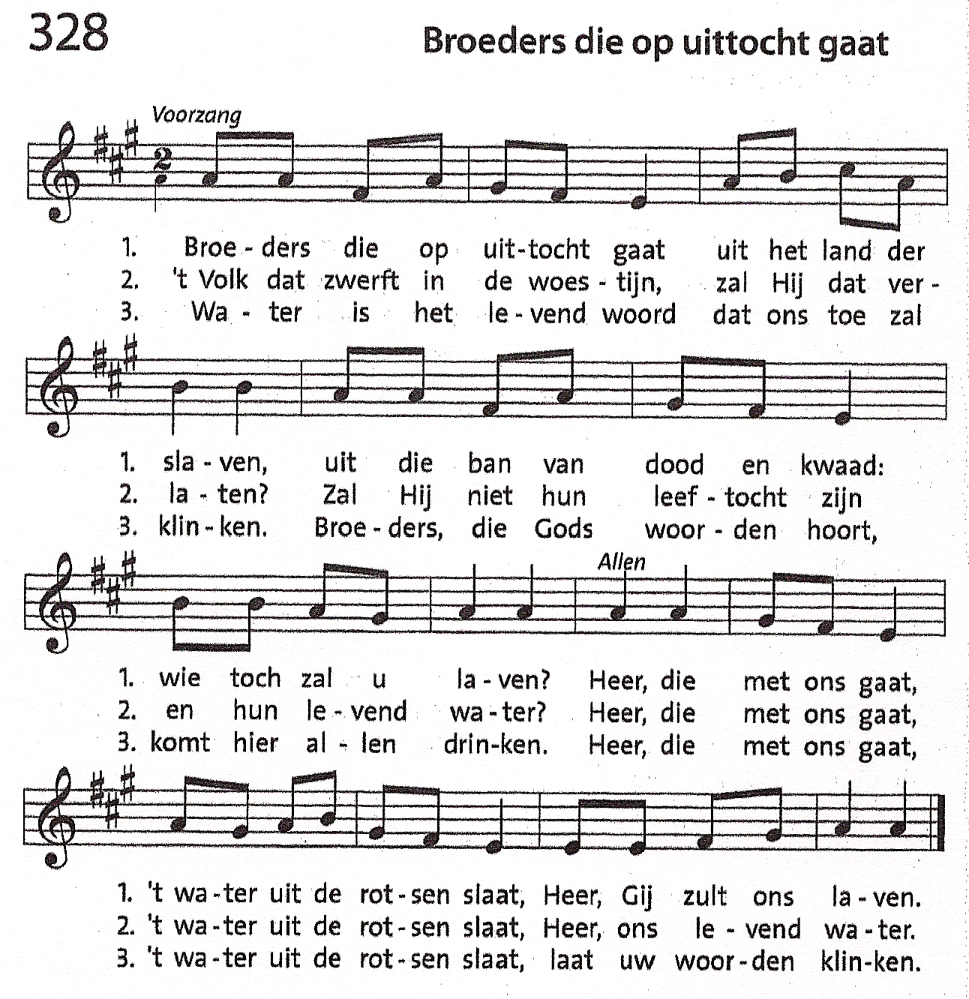 328
Broeders die op uittocht gaat
Voorzang
2
1. Broe - ders die op uit-tocht gaat uit het land der
2. 't Volk dat zwerft in de woes - tijn, zal Hij dat ver -
3. Wa - ter is het le - vend woord dat ons toe zal
1. sla - ven, uit die ban van dood en kwaad:
2. la - ten? Zal Hij niet hun leef - tocht zijn
3. klin - ken. Broe - ders, die Gods woor - den hoort,
Allen
1. wie toch zal u la - ven? Heer, die met ons gaat,
2. en hun le - vend wa - ter? Heer, die met ons gaat,
3. komt hier al - len drin-ken. Heer, die met ons gaat,
1. 't wa - ter uit de rot - sen slaat, Heer, Gij zult ons la - ven.
2. 't wa - ter uit de rot - sen slaat, Heer, ons le - vend wa - ter.
3. 't wa - ter uit de rot - sen slaat, laat uw woor - den klin-ken.